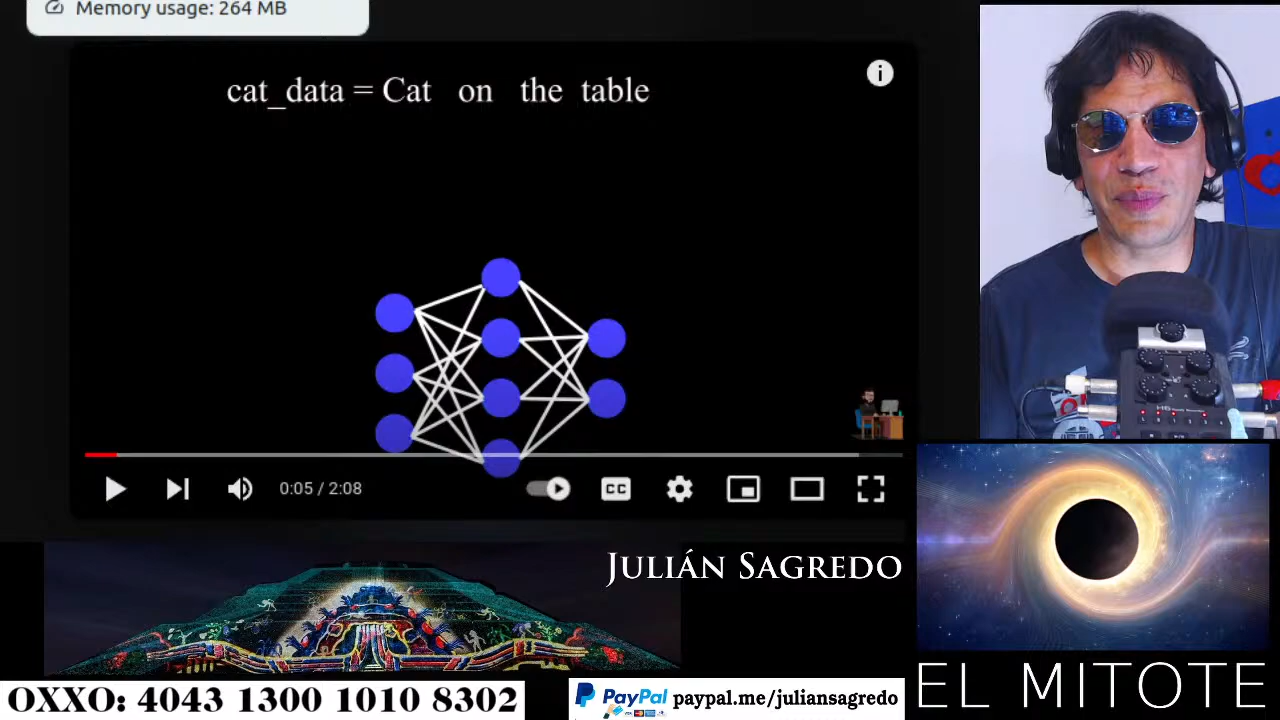 Memory usage: 264 MB
cat_data = Cat on the table
i
0:05 / 2:08
CC
JULIÁN SAGREDO
EL MITOTE
OXXO: 4043 1300 1010 8302
PayPal paypal.me/juliansagredo